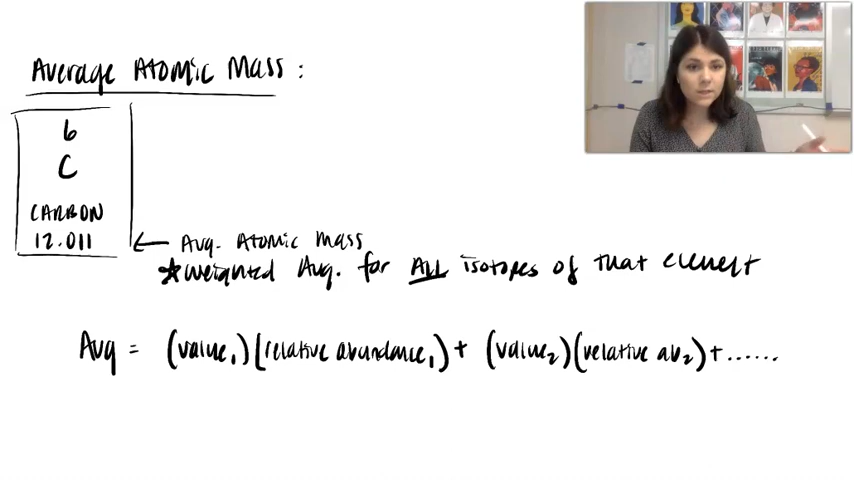 AVERAGE ATOMIC MASS :
6
C
CARBON
12.011
← AVG. ATOMIC MASS
*WEIGHTED AVG. for ALL isotopes of that element
AVG = (value₁)(relative abundance₁) + (value₂)(relative ab₂) + ......